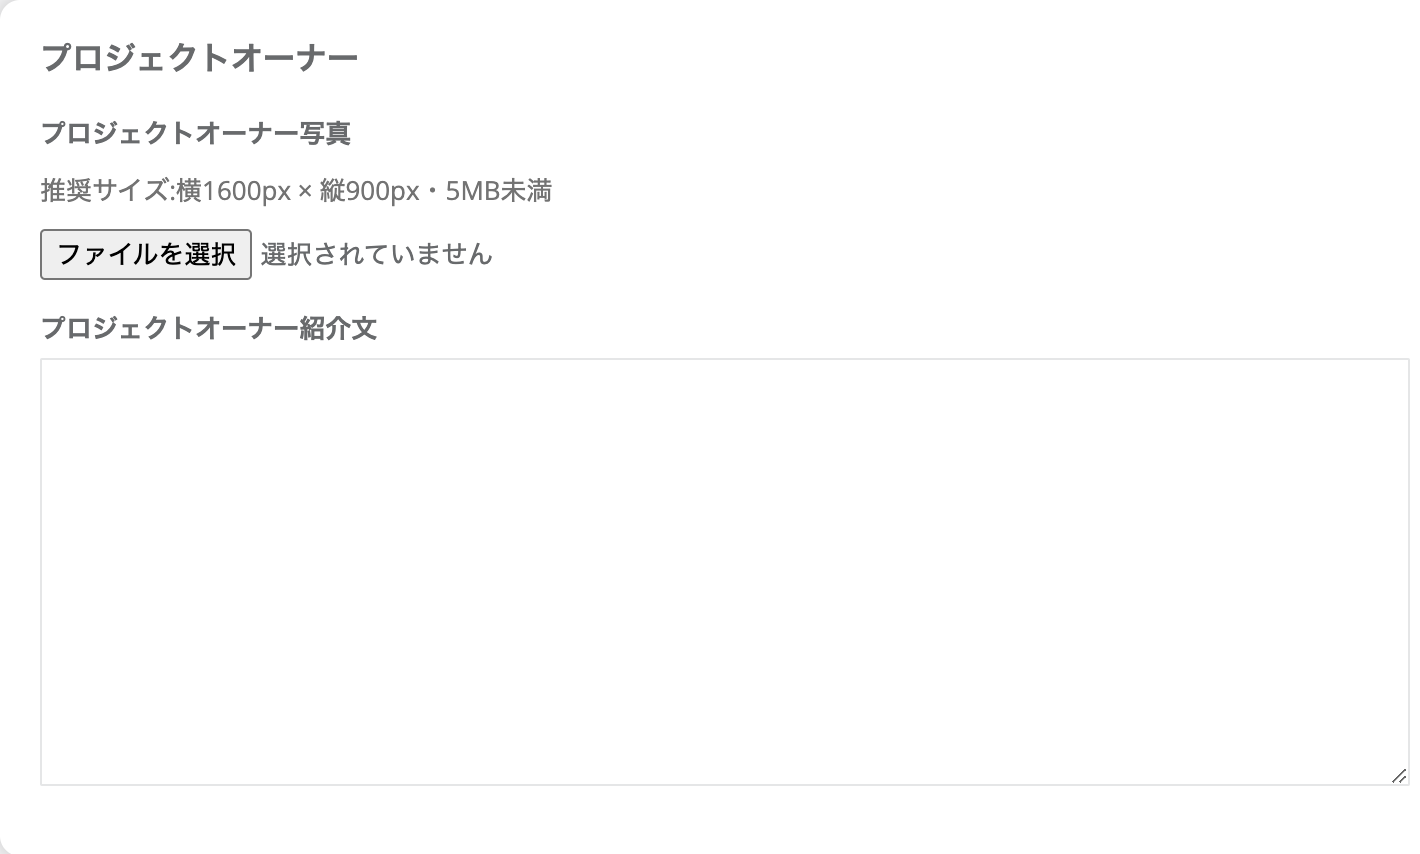 プロジェクトオーナー
プロジェクトオーナー写真
推奨サイズ:横1600px × 縦900px・5MB未満
ファイルを選択 選択されていません
プロジェクトオーナー紹介文